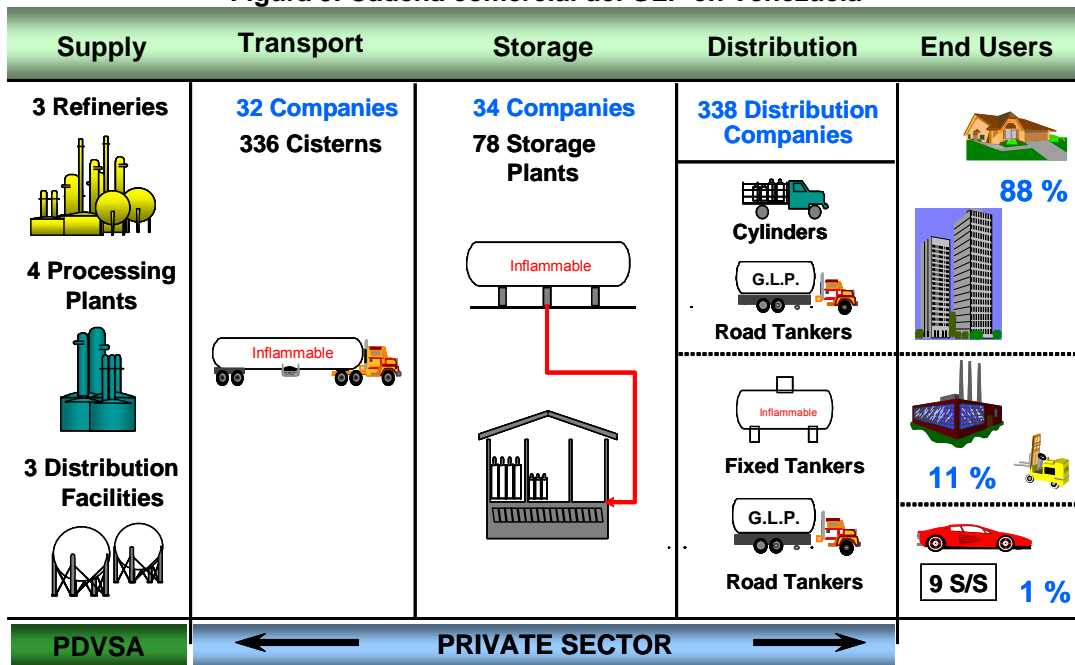 Supply
Transport
Storage
Distribution
End Users
3 Refineries
4 Processing
Plants
3 Distribution
Facilities
32 Companies
336 Cisterns
Inflammable
34 Companies
78 Storage
Plants
Inflammable
338 Distribution
Companies
Cylinders
G.L.P.
Road Tankers
Inflammable
Fixed Tankers
G.L.P.
Road Tankers
88 %
11 %
9 S/S
1 %
PDVSA
PRIVATE SECTOR